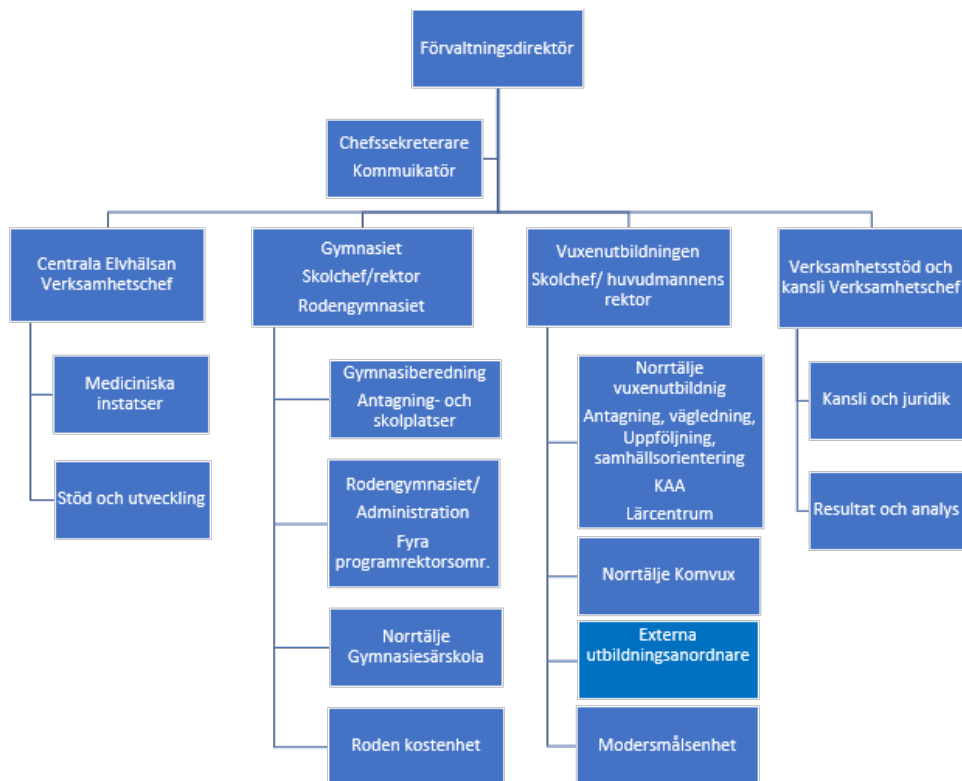 Förvaltningsdirektör
Chefssekreterare
Kommuikatör
Centrala Elvhälsan
Verksamhetschef
Mediciniska
instatser
Stöd och utveckling
Gymnasiet
Skolchef/rektor
Rodengymnasiet
Gymnasiberedning
Antagning- och
skolplatser
Rodengymnasiet/
Administration
Fyra
programrektorsomr.
Norrtälje
Gymnasiesärskola
Roden kostenhet
Vuxenutbildningen
Skolchef/ huvudmannens
rektor
Norrtälje
vuxenutbildnig
Antagning, vägledning,
Uppföljning,
samhällsorientering
KAA
Lärcentrum
Norrtälje Komvux
Externa
utbildningsanordnare
Modersmålsenhet
Verksamhetsstöd och
kansli Verksamhetschef
Kansli och juridik
Resultat och analys